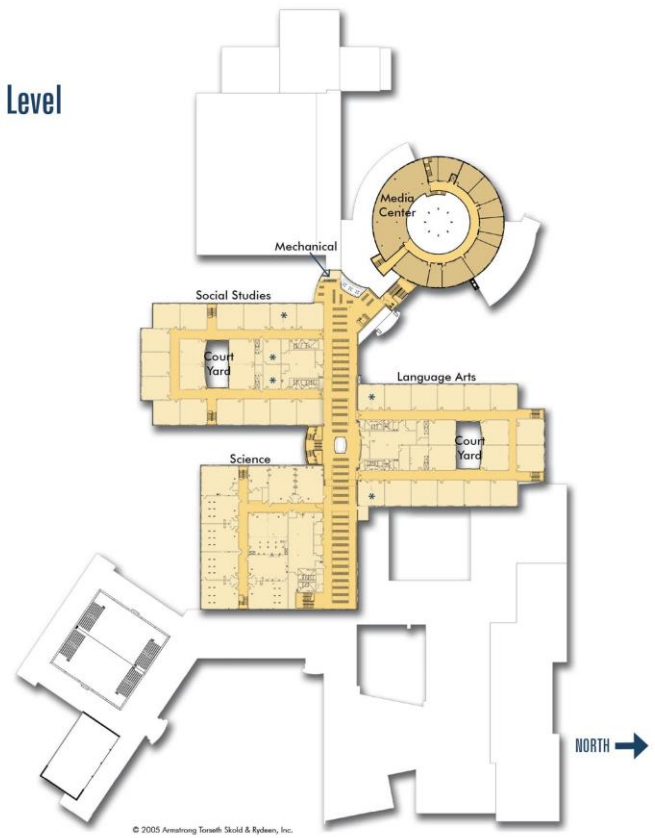 Level
Media
Center
Mechanical
Social Studies
Court
Yard
Language Arts
Court
Yard
Science
NORTH
© 2005 Armstrong Torseth Skold & Rydeen, Inc.